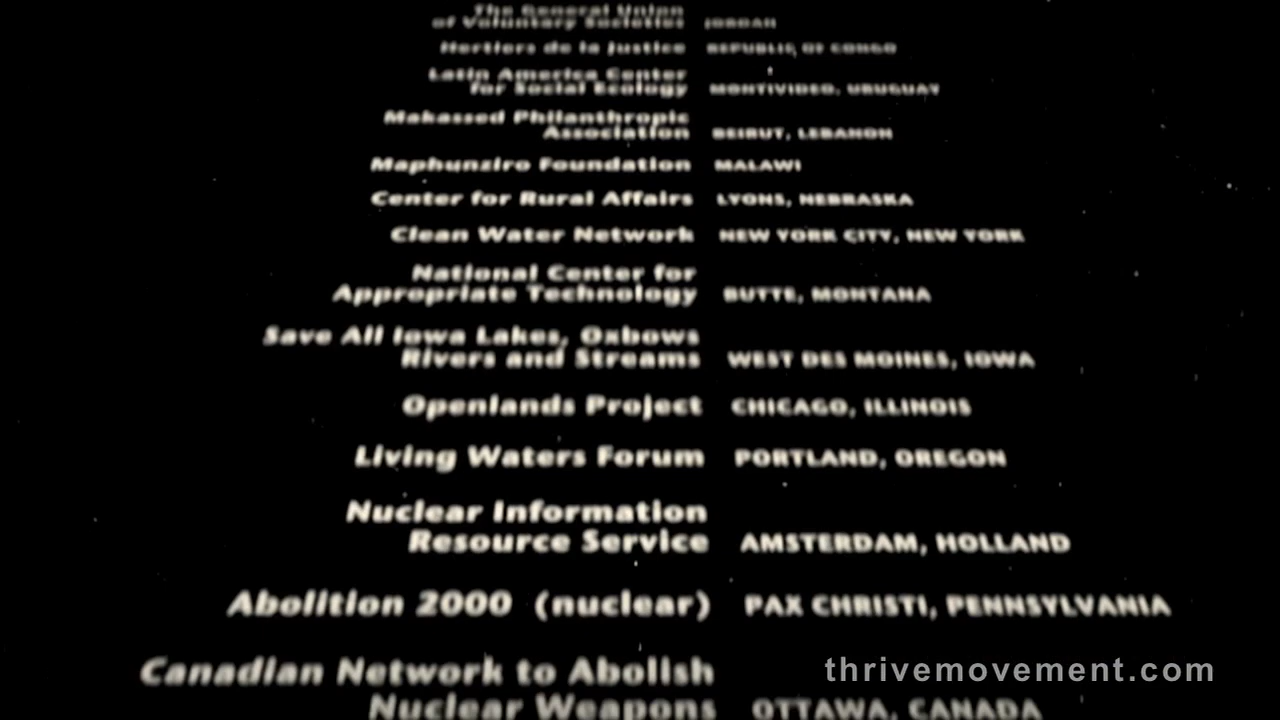 The General Union
of Voluntary Societies JORDAN
Hertiers de la Justice REPUBLIC OF CONGO
Latin America Center
for Social Ecology MONTIVIDEO, URUGUAY
Makassed Philanthropic
Association BEIRUT, LEBANON
Maphunziro Foundation MALAWI
Center for Rural Affairs LYONS, NEBRASKA
Clean Water Network NEW YORK CITY, NEW YORK
National Center for
Appropriate Technology BUTTE, MONTANA
Save All Iowa Lakes, Oxbows
Rivers and Streams WEST DES MOINES, IOWA
Openlands Project CHICAGO, ILLINOIS
Living Waters Forum PORTLAND, OREGON
Nuclear Information
Resource Service AMSTERDAM, HOLLAND
Abolition 2000 (nuclear) PAX CHRISTI, PENNSYLVANIA
Canadian Network to Abolish
Nuclear Weapons OTTAWA, CANADA
thrivemovement.com